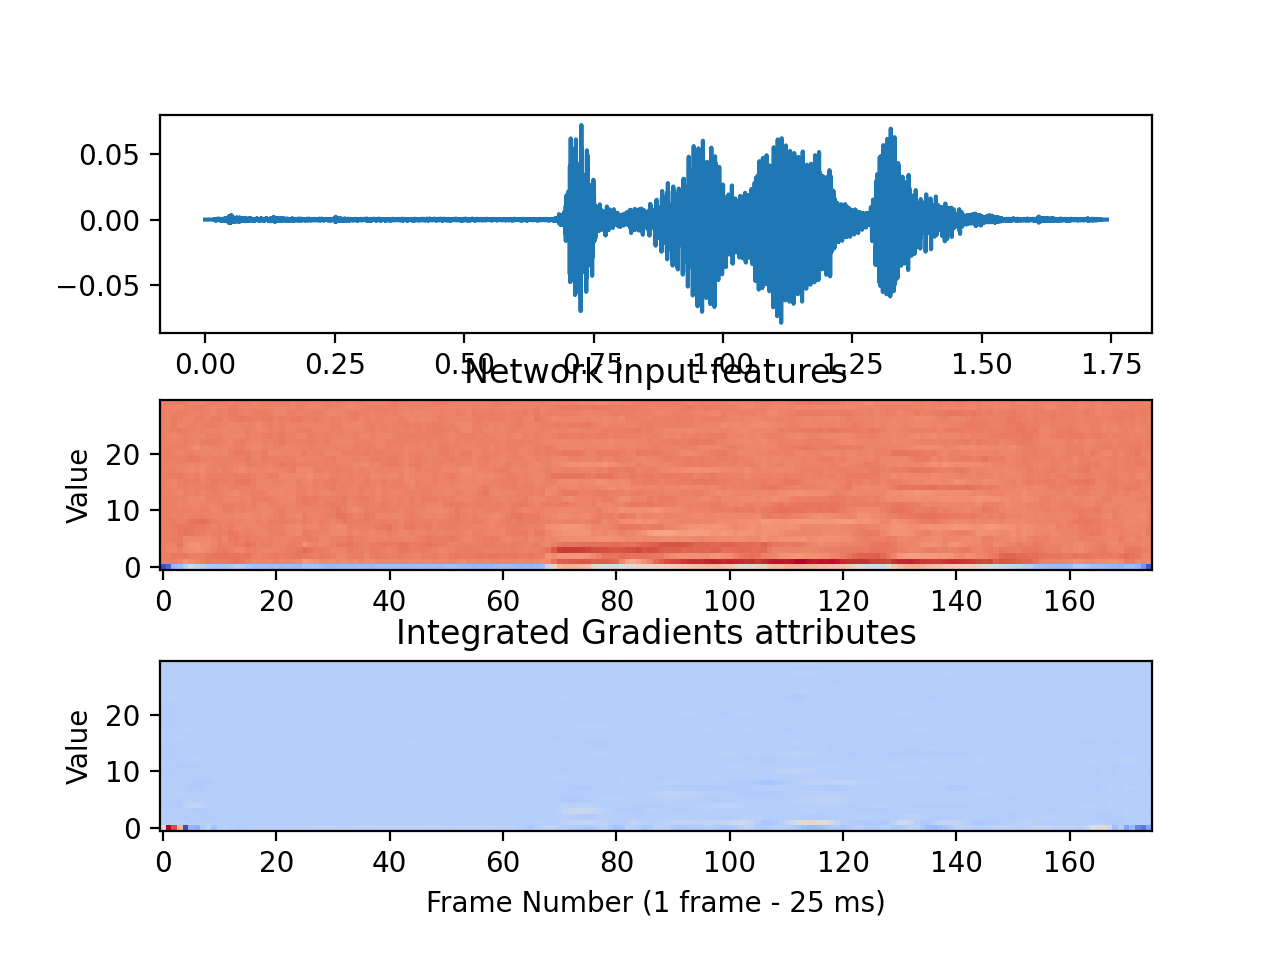 0.05
0.00
−0.05
0.00 0.25 0.50 0.75 1.00 1.25 1.50 1.75
Network input features
Value
20
10
0
0 20 40 60 80 100 120 140 160
Integrated Gradients attributes
Value
20
10
0
0 20 40 60 80 100 120 140 160
Frame Number (1 frame - 25 ms)